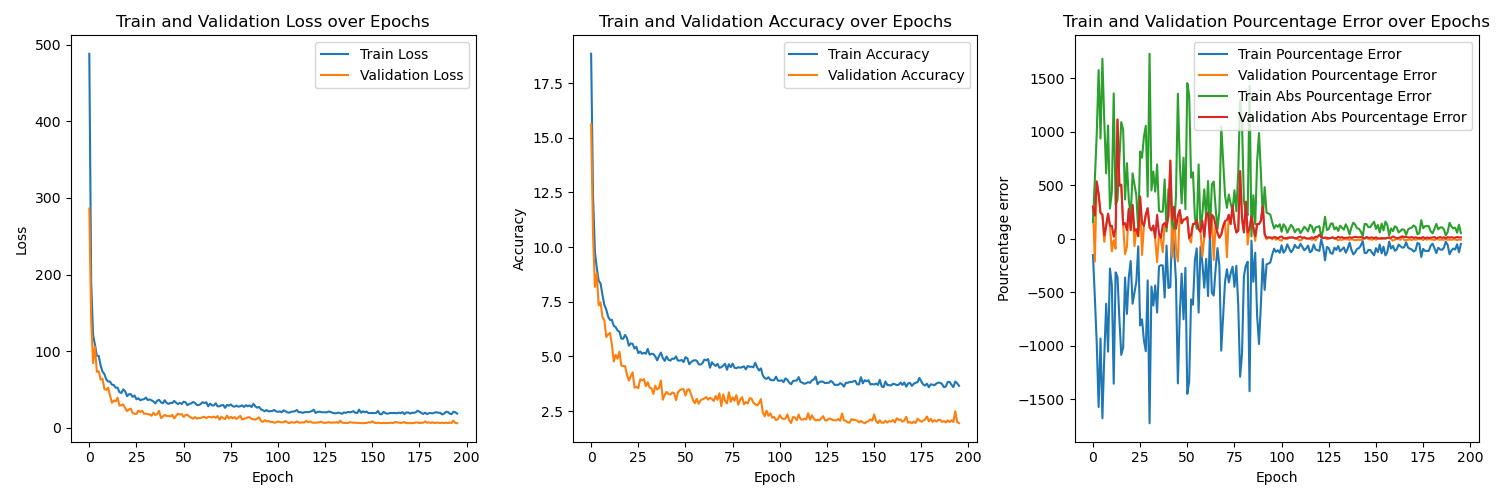 Train and Validation Loss over Epochs
500
400
300
200
100
0
Loss
0 25 50 75 100 125 150 175 200
Epoch
Train Loss
Validation Loss
Train and Validation Accuracy over Epochs
17.5
15.0
12.5
10.0
7.5
5.0
2.5
Accuracy
0 25 50 75 100 125 150 175 200
Epoch
Train Accuracy
Validation Accuracy
Train and Validation Pourcentage Error over Epochs
1500
1000
500
0
−500
−1000
−1500
Pourcentage error
0 25 50 75 100 125 150 175 200
Epoch
Train Pourcentage Error
Validation Pourcentage Error
Train Abs Pourcentage Error
Validation Abs Pourcentage Error